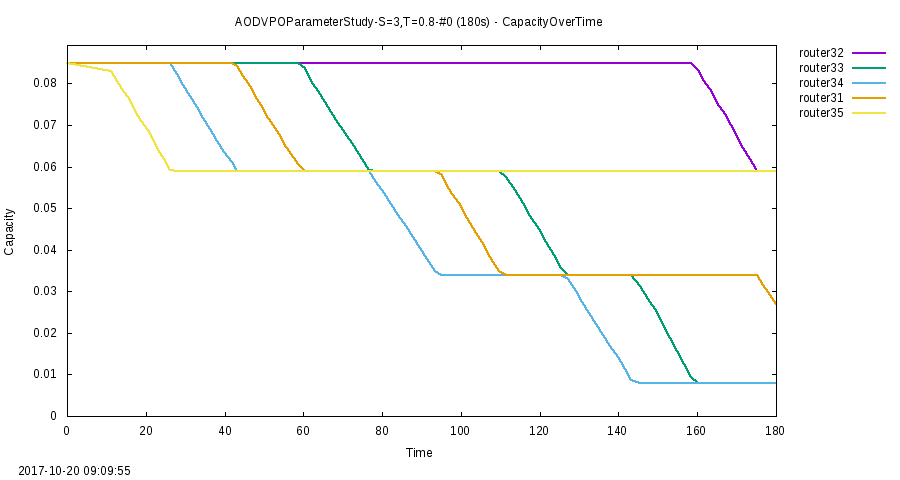 AODVPOParameterStudy-S=3,T=0.8-#0 (180s) - CapacityOverTime
router32
router33
router34
router31
router35
0.08
0.07
0.06
0.05
0.04
0.03
0.02
0.01
0
Capacity
0 20 40 60 80 100 120 140 160 180
Time
2017-10-20 09:09:55